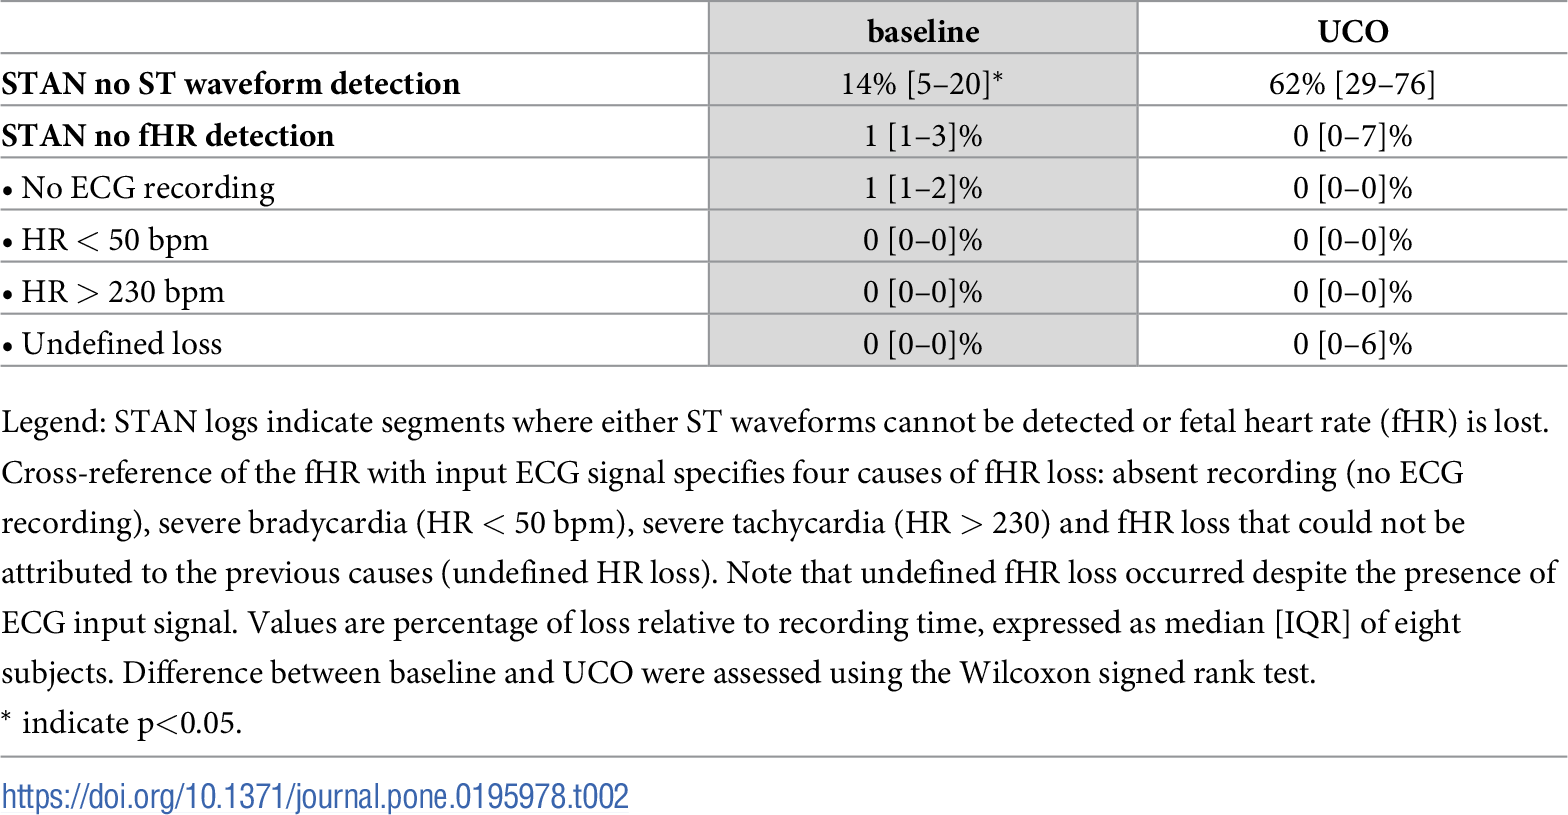 baseline UCO
STAN no ST waveform detection 14% [5–20]* 62% [29–76]
STAN no fHR detection 1 [1–3]% 0 [0–7]%
• No ECG recording 1 [1–2]% 0 [0–0]%
• HR < 50 bpm 0 [0–0]% 0 [0–0]%
• HR > 230 bpm 0 [0–0]% 0 [0–0]%
• Undefined loss 0 [0–0]% 0 [0–6]%
Legend: STAN logs indicate segments where either ST waveforms cannot be detected or fetal heart rate (fHR) is lost.
Cross-reference of the fHR with input ECG signal specifies four causes of fHR loss: absent recording (no ECG
recording), severe bradycardia (HR < 50 bpm), severe tachycardia (HR > 230) and fHR loss that could not be
attributed to the previous causes (undefined HR loss). Note that undefined fHR loss occurred despite the presence of
ECG input signal. Values are percentage of loss relative to recording time, expressed as median [IQR] of eight
subjects. Difference between baseline and UCO were assessed using the Wilcoxon signed rank test.
* indicate p<0.05.
https://doi.org/10.1371/journal.pone.0195978.t002